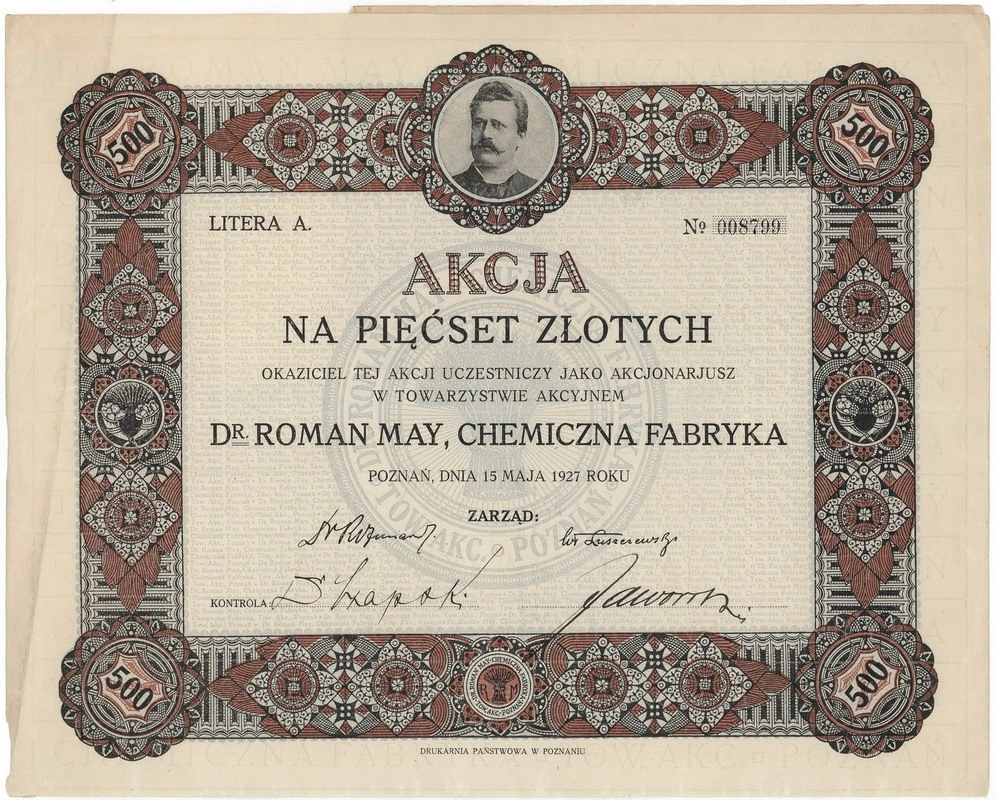 500
500
LITERA A.
No 008799
AKCJA
NA PIĘĆSET ZŁOTYCH
OKAZICIEL TEJ AKCJI UCZESTNICZY JAKO AKCJONARJUSZ
W TOWARZYSTWIE AKCYJNEM
DR. ROMAN MAY, CHEMICZNA FABRYKA
POZNAŃ, DNIA 15 MAJA 1927 ROKU
ZARZĄD:
KONTROLA:
500
R M
500
DRUKARNIA PAŃSTWOWA W POZNANIU